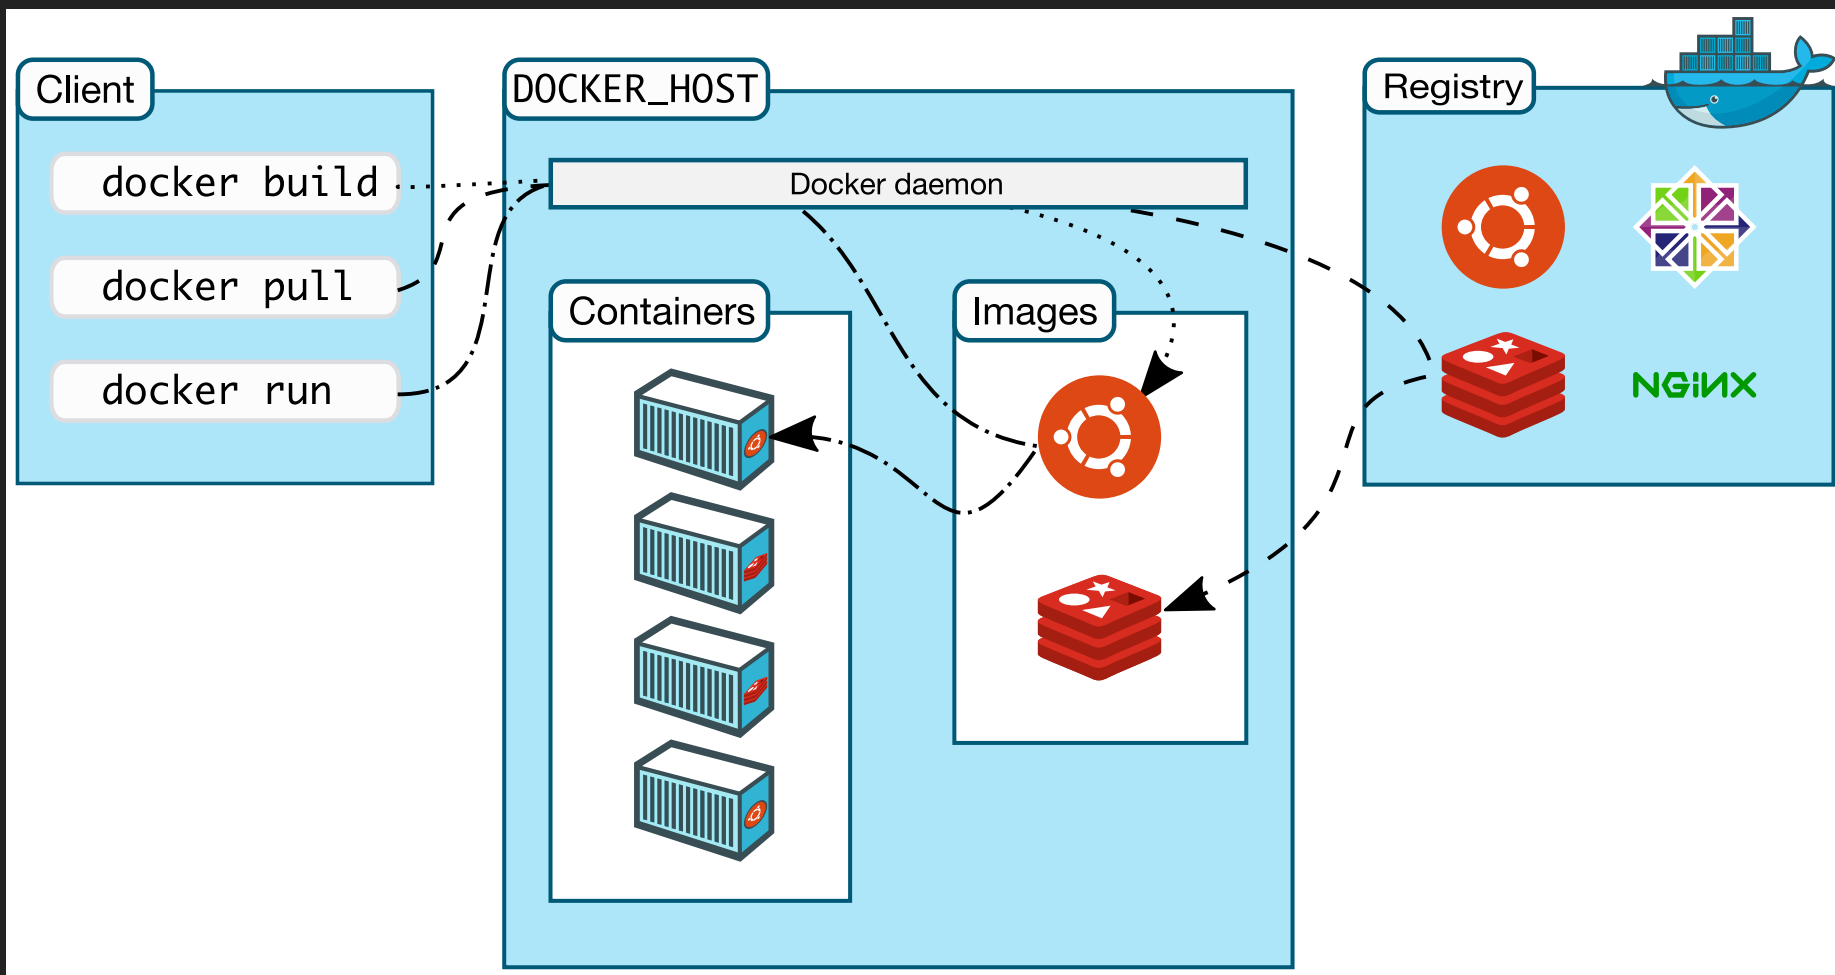 Client
docker build
docker pull
docker run
DOCKER_HOST
Docker daemon
Containers
Images
Registry
NGiNX